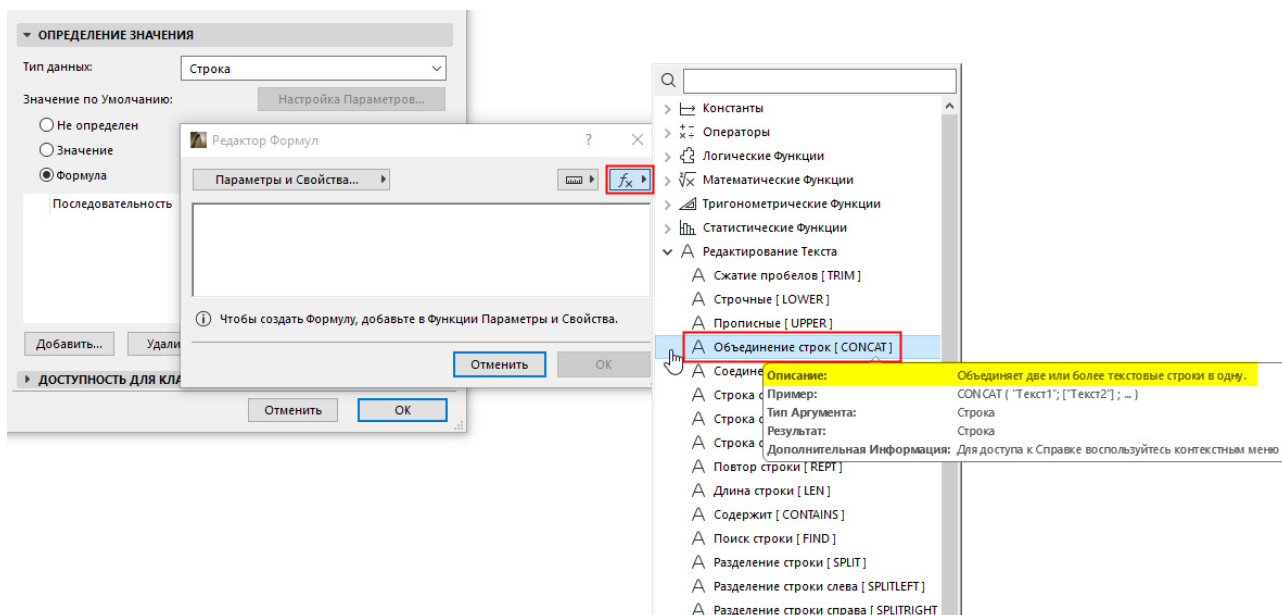 ОПРЕДЕЛЕНИЕ ЗНАЧЕНИЯ
Тип данных:
Строка
Значение по Умолчанию:
Настройка Параметров...
Не определен
Значение
Формула
Последовательность
Добавить...
Удали
ДОСТУПНОСТЬ ДЛЯ КЛА
Отменить
OK
Редактор Формул
?
Параметры и Свойства...
fx
Чтобы создать Формулу, добавьте в Функции Параметры и Свойства.
Отменить
OK
Константы
Операторы
Логические Функции
Математические Функции
Тригонометрические Функции
Статистические Функции
Редактирование Текста
Сжатие пробелов [ TRIM ]
Строчные [ LOWER ]
Прописные [ UPPER ]
Объединение строк [ CONCAT ]
Соедине
Строка с
Строка с
Строка с
Описание: Объединяет две или более текстовые строки в одну.
Пример: CONCAT ( "Текст1"; ["Текст2"] ; ... )
Тип Аргумента: Строка
Результат: Строка
Дополнительная Информация: Для доступа к Справке воспользуйтесь контекстным меню
Повтор строки [ REPT ]
Длина строки [ LEN ]
Содержит [ CONTAINS ]
Поиск строки [ FIND ]
Разделение строки [ SPLIT ]
Разделение строки слева [ SPLITLEFT ]
Разделение строки справа [ SPLITRIGHT